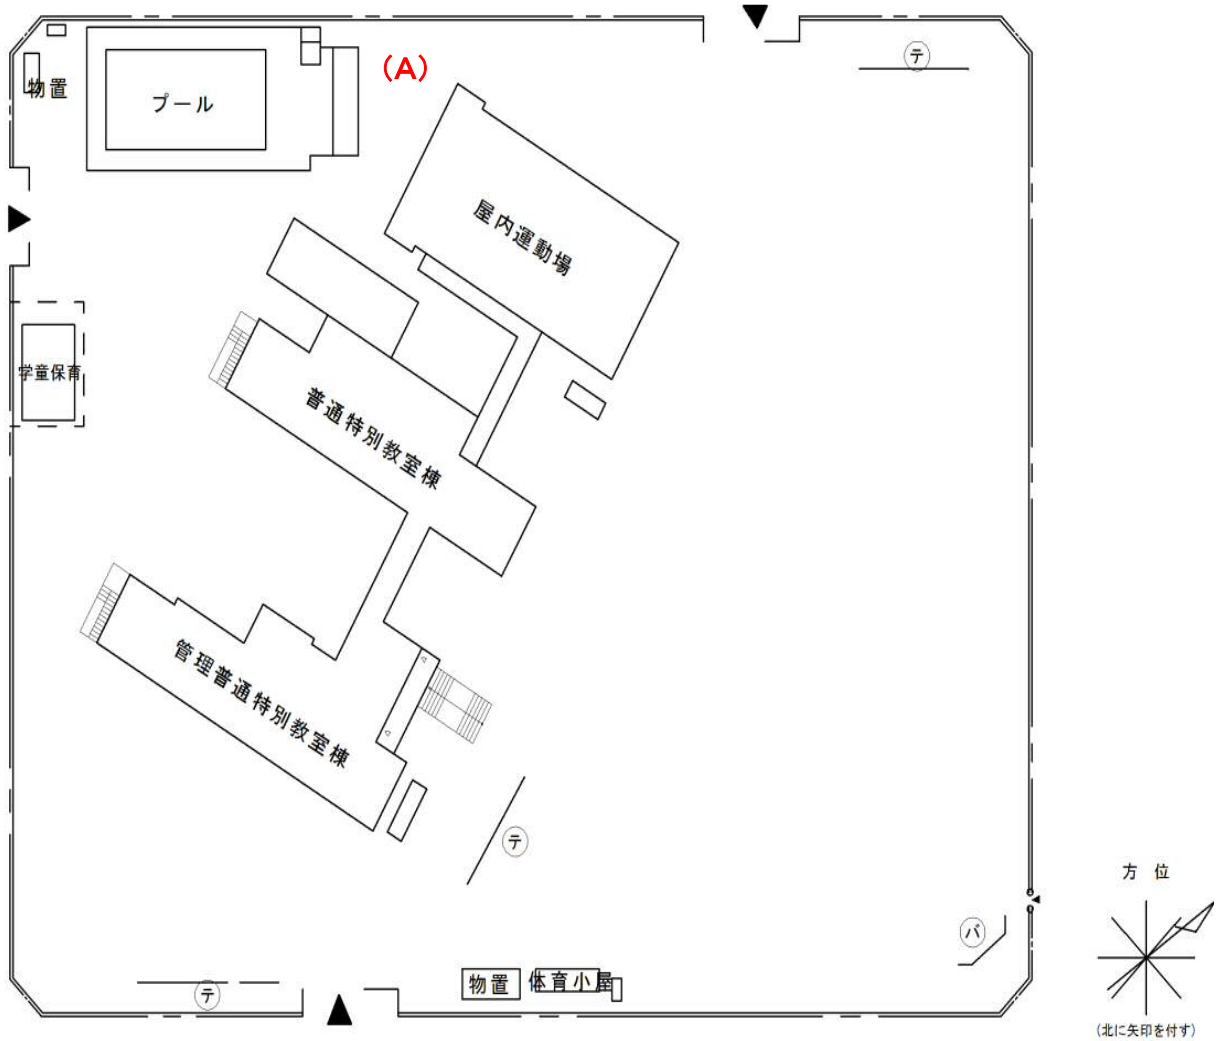 (A)
テ
物置
プール
屋内運動場
学童保育
普通特別教室棟
管理普通特別教室棟
テ
方位
バ
物置
体育小屋
テ
(北に矢印を付す)